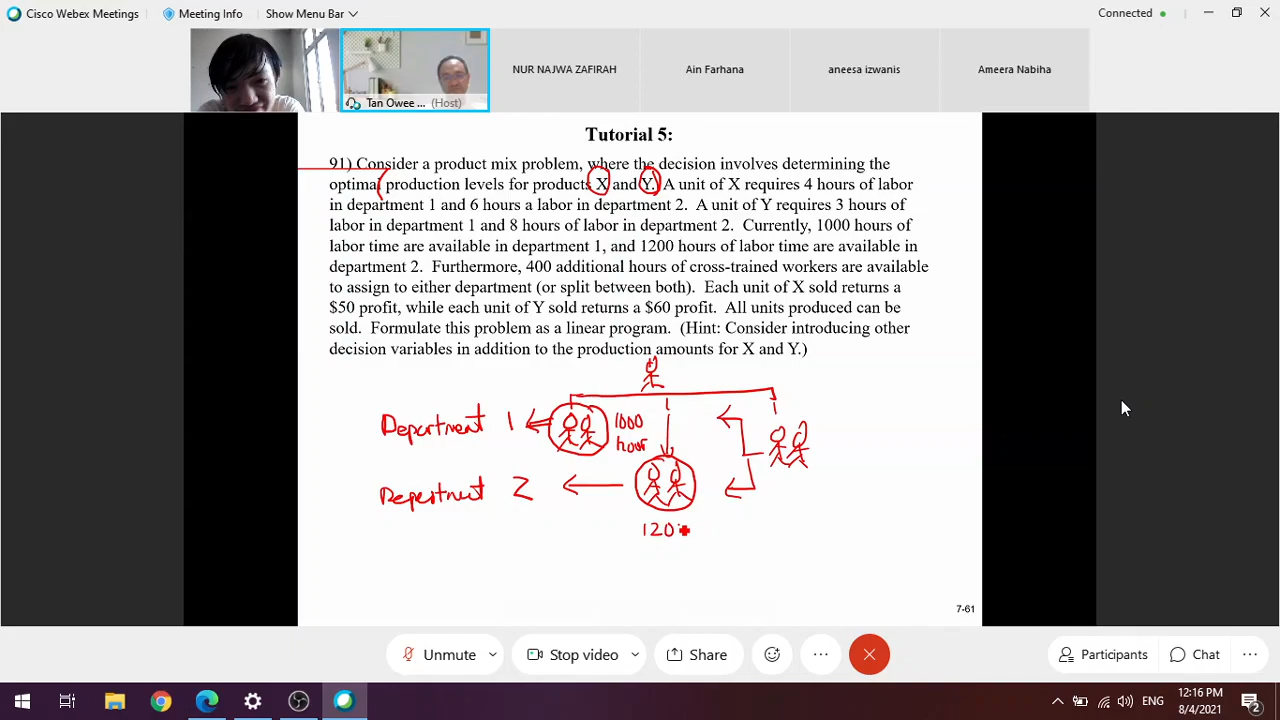 Cisco Webex Meetings
Meeting Info
Show Menu Bar
Connected
Tan Owee ... (Host)
NUR NAJWA ZAFIRAH
Ain Farhana
aneesa izwanis
Ameera Nabiha
Tutorial 5:
91) Consider a product mix problem, where the decision involves determining the
optimal production levels for products X and Y. A unit of X requires 4 hours of labor
in department 1 and 6 hours a labor in department 2. A unit of Y requires 3 hours of
labor in department 1 and 8 hours of labor in department 2. Currently, 1000 hours of
labor time are available in department 1, and 1200 hours of labor time are available in
department 2. Furthermore, 400 additional hours of cross-trained workers are available
to assign to either department (or split between both). Each unit of X sold returns a
$50 profit, while each unit of Y sold returns a $60 profit. All units produced can be
sold. Formulate this problem as a linear program. (Hint: Consider introducing other
decision variables in addition to the production amounts for X and Y.)
Department 1
1000
hour
Department 2
120
7-61
Unmute
Stop video
Share
...
Participants
Chat
...
ENG
12:16 PM
8/4/2021
2